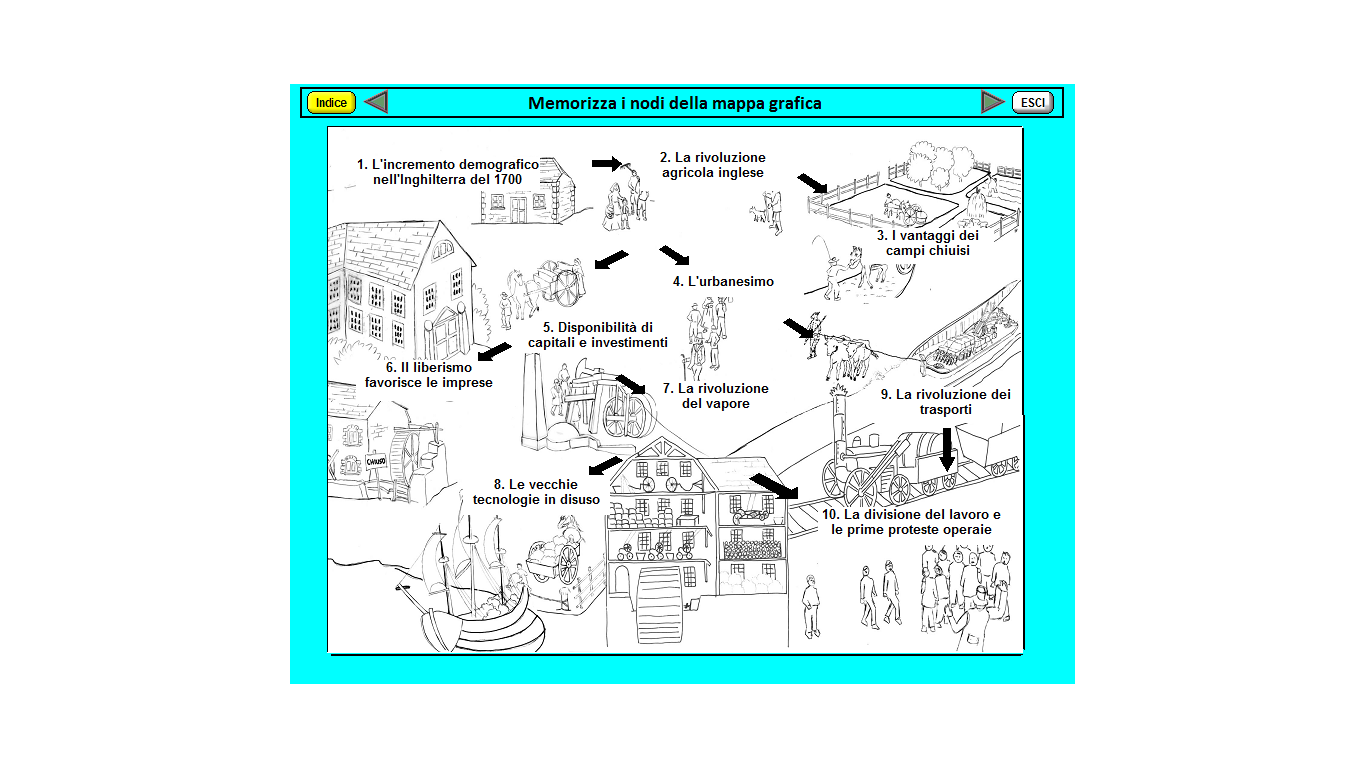 Indice
Memorizza i nodi della mappa grafica
ESCI
1. L'incremento demografico
nell'Inghilterra del 1700
2. La rivoluzione
agricola inglese
3. I vantaggi dei
campi chiuisi
4. L'urbanesimo
5. Disponibilità di
capitali e investimenti
6. Il liberismo
favorisce le imprese
7. La rivoluzione
del vapore
9. La rivoluzione dei
trasporti
CHIUSO
8. Le vecchie
tecnologie in disuso
10. La divisione del lavoro e
le prime proteste operaie